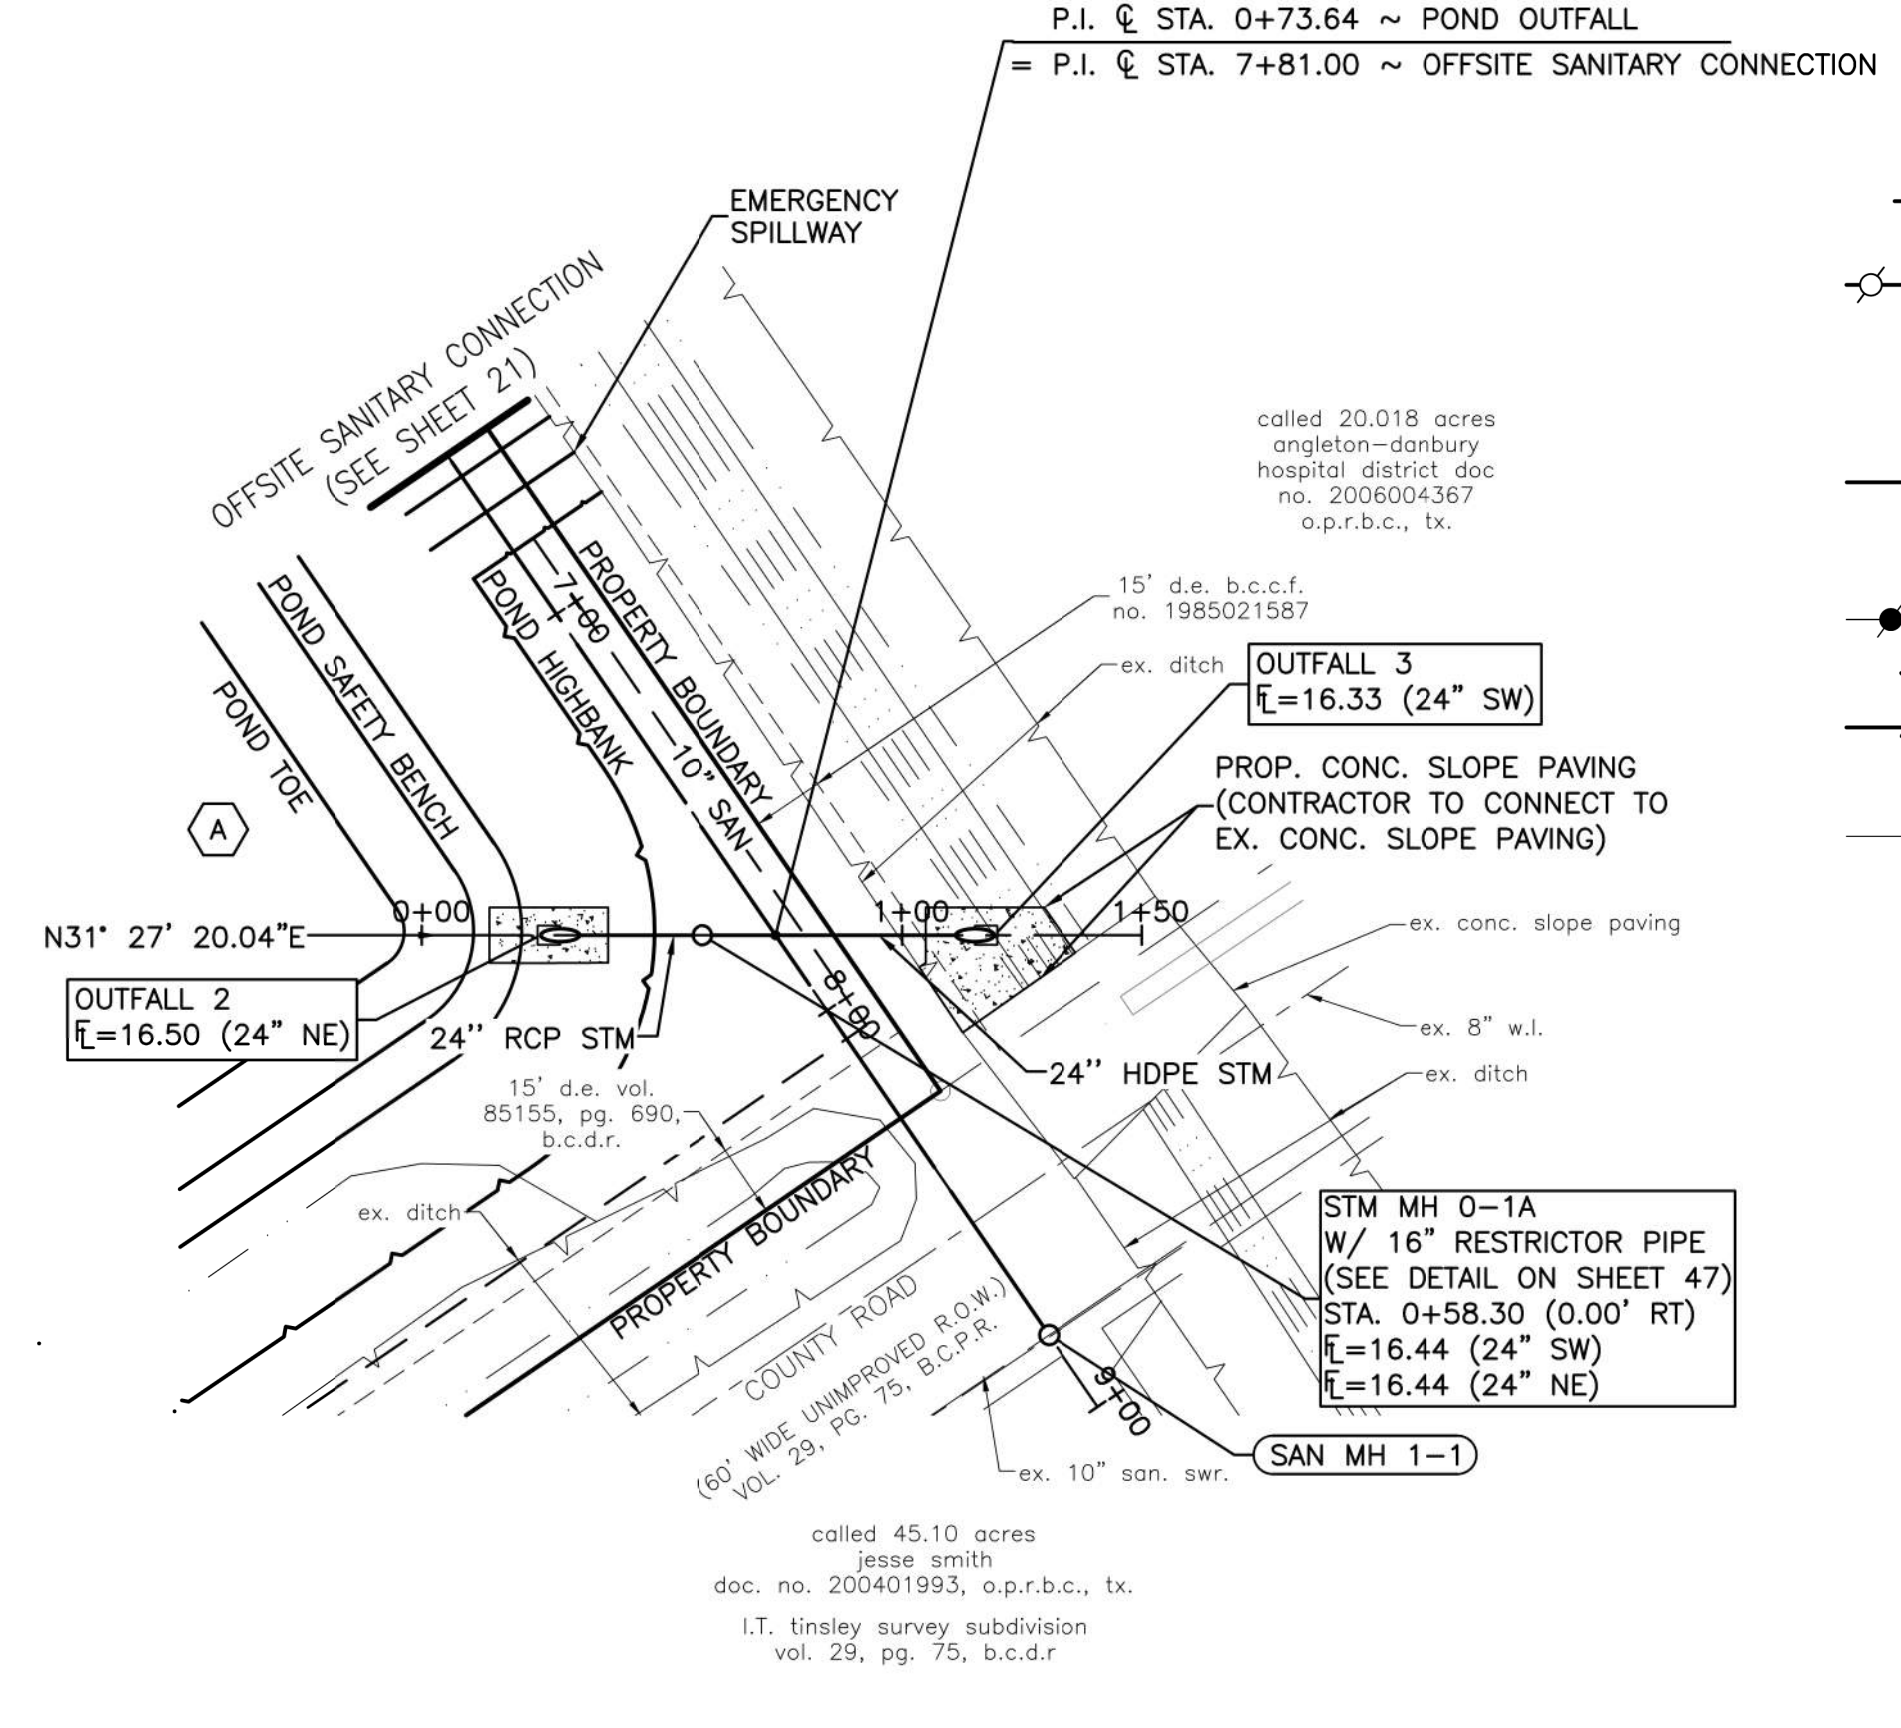 P.I. ℄ STA. 0+73.64 ~ POND OUTFALL
= P.I. ℄ STA. 7+81.00 ~ OFFSITE SANITARY CONNECTION
EMERGENCY
SPILLWAY
OFFSITE SANITARY CONNECTION
(SEE SHEET 21)
called 20.018 acres
angleton-danbury
hospital district doc
no. 2006004367
o.p.r.b.c., tx.
15' d.e. b.c.c.f.
no. 1985021587
ex. ditch
OUTFALL 3
FL=16.33 (24" SW)
PROP. CONC. SLOPE PAVING
(CONTRACTOR TO CONNECT TO
EX. CONC. SLOPE PAVING)
POND TOE
POND SAFETY BENCH
POND HIGHBANK
7+00
10" SAN
PROPERTY BOUNDARY
A
0+00
1+00
1+50
N31° 27' 20.04"E
ex. conc. slope paving
8+00
OUTFALL 2
FL=16.50 (24" NE)
24'' RCP STM
24'' HDPE STM
ex. 8" w.l.
ex. ditch
15' d.e. vol.
85155, pg. 690,
b.c.d.r.
ex. ditch
PROPERTY BOUNDARY
COUNTY ROAD
(60' WIDE UNIMPROVED R.O.W.)
VOL. 29, PG. 75, B.C.P.R.
STM MH O-1A
W/ 16" RESTRICTOR PIPE
(SEE DETAIL ON SHEET 47)
STA. 0+58.30 (0.00' RT)
FL=16.44 (24" SW)
FL=16.44 (24" NE)
9+00
SAN MH 1-1
ex. 10" san. swr.
called 45.10 acres
jesse smith
doc. no. 200401993, o.p.r.b.c., tx.
I.T. tinsley survey subdivision
vol. 29, pg. 75, b.c.d.r